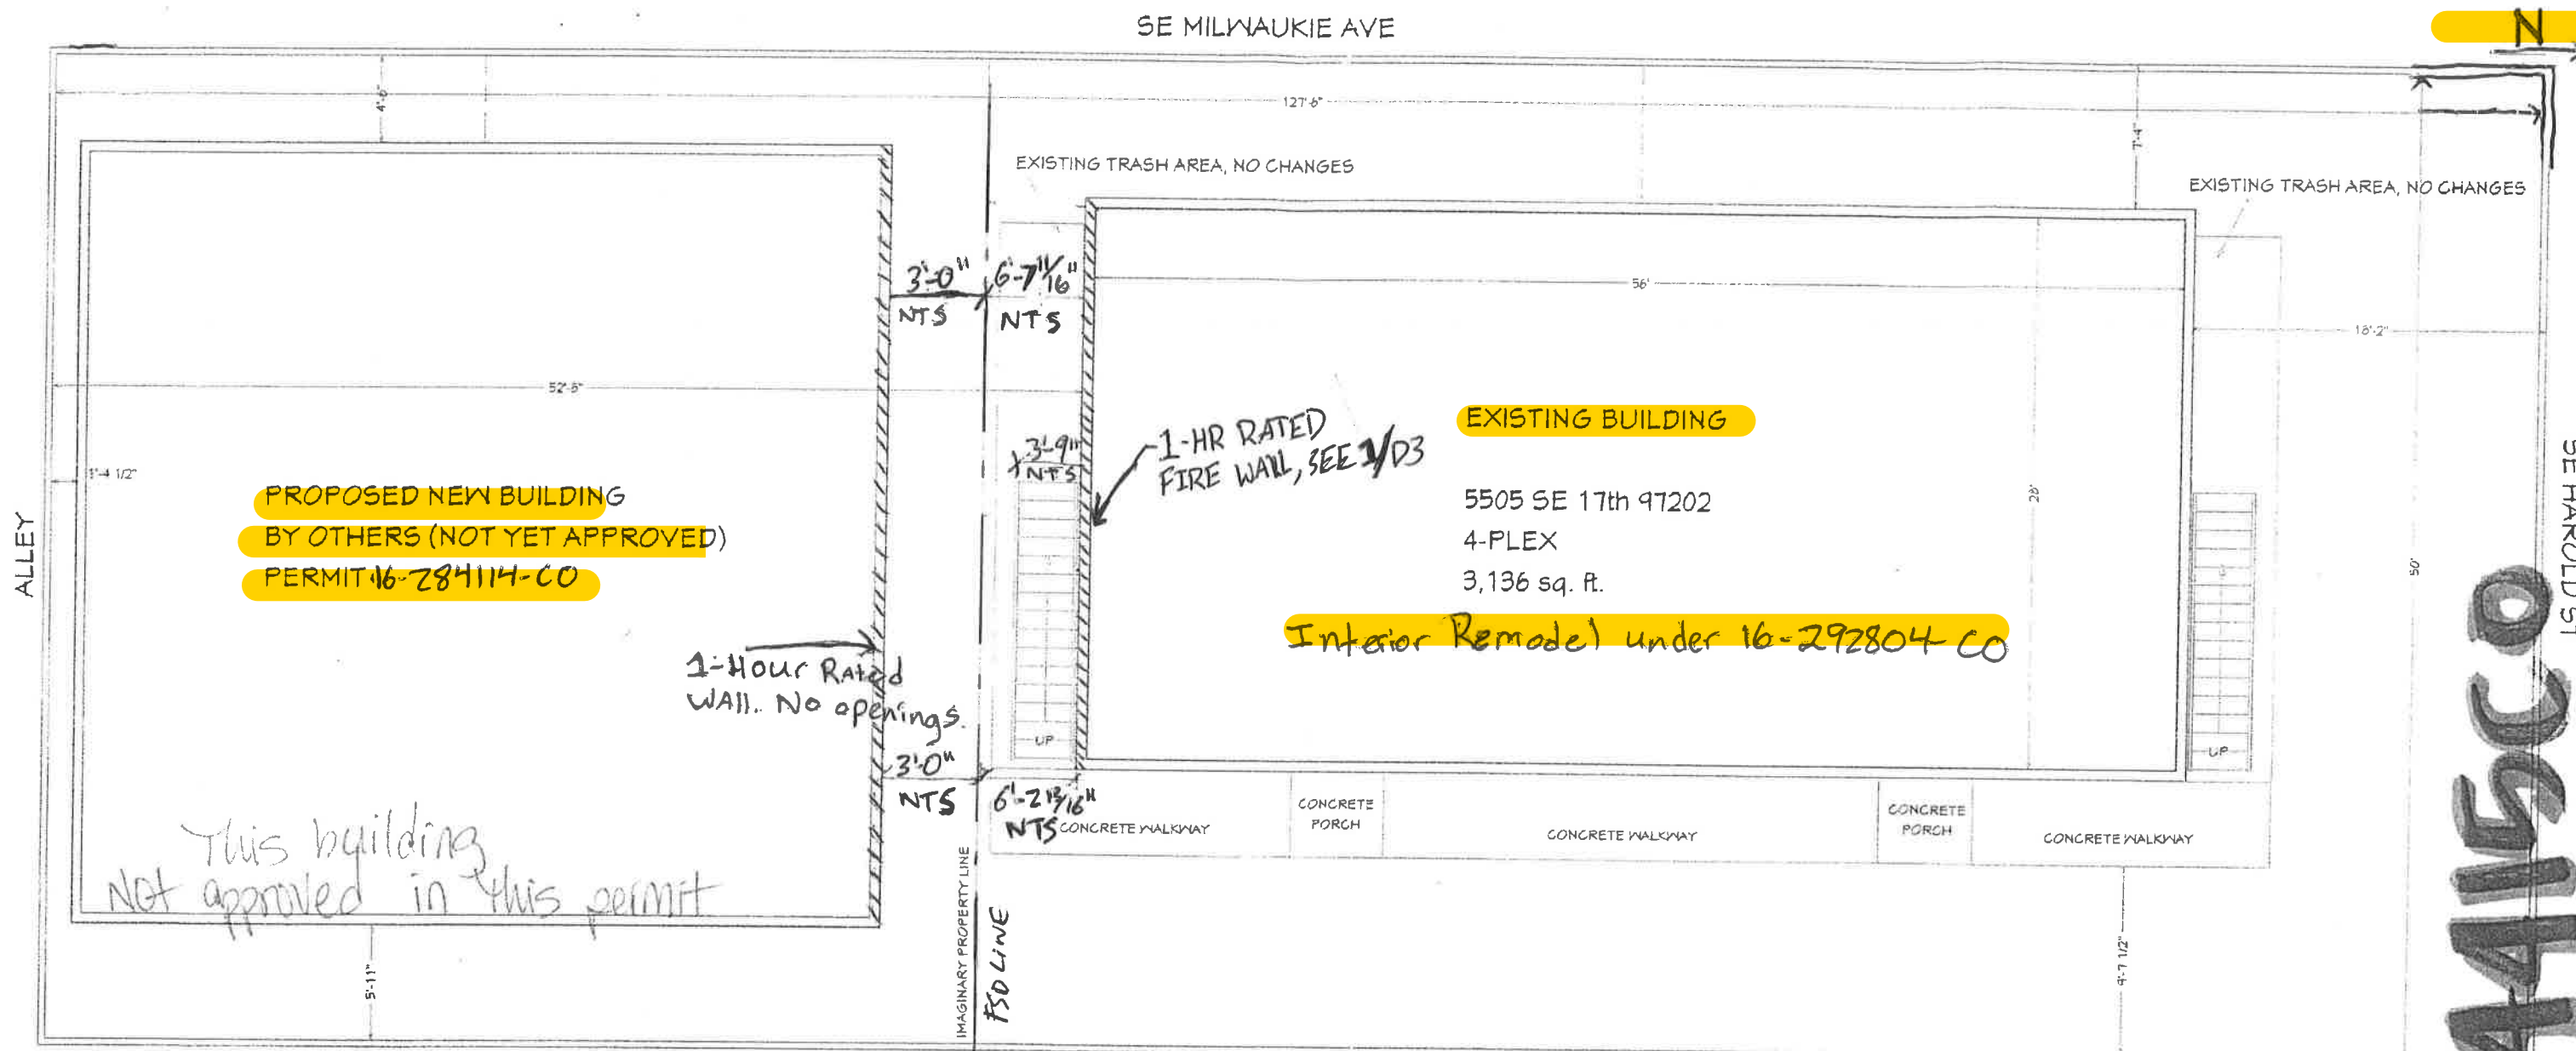 SE MILWAUKIE AVE
N
4'-6"
127'-6"
7'-4"
EXISTING TRASH AREA, NO CHANGES
EXISTING TRASH AREA, NO CHANGES
3'-0"
NTS
6'-7 11/16"
NTS
56'
18'-2"
52'-5"
3'-9"
NTS
1-HR RATED
FIRE WALL, SEE 1/D3
EXISTING BUILDING
5505 SE 17th 97202
4-PLEX
3,136 sq. ft.
Interior Remodel under 16-292804-CO
28'
50'
SE HAROLD ST
1'-4 1/2"
ALLEY
PROPOSED NEW BUILDING
BY OTHERS (NOT YET APPROVED)
PERMIT 16-284114-CO
1-Hour Rated
WAll. No openings.
UP
UP
3'-0"
NTS
6'-2 13/16"
NTS
CONCRETE WALKWAY
CONCRETE
PORCH
CONCRETE WALKWAY
CONCRETE
PORCH
CONCRETE WALKWAY
This building
Not approved in this permit
5'-11"
IMAGINARY PROPERTY LINE
FSD LINE
9'-7 1/2"